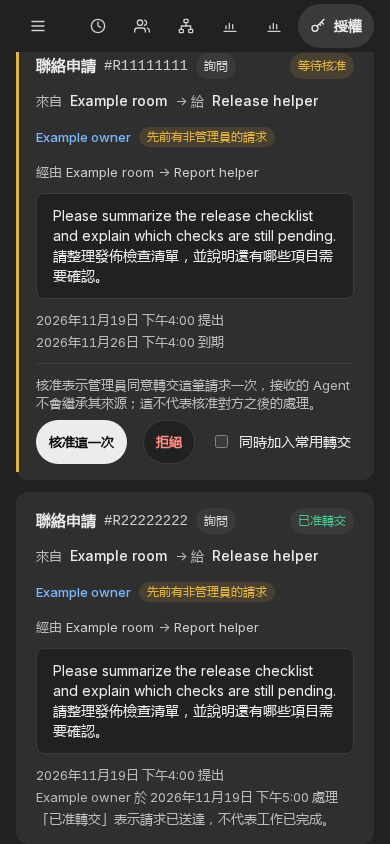 授權
聯絡申請 #R11111111 詢問 等待核准
來自 Example room → 給 Release helper
Example owner 先前有非管理員的請求
經由 Example room → Report helper
Please summarize the release checklist
and explain which checks are still pending.
請整理發佈檢查清單，並說明還有哪些項目需
要確認。
2026年11月19日 下午4:00 提出
2026年11月26日 下午4:00 到期
核准表示管理員同意轉交這筆請求一次，接收的 Agent
不會繼承其來源；這不代表核准對方之後的處理。
核准這一次 拒絕 同時加入常用轉交
聯絡申請 #R22222222 詢問 已准轉交
來自 Example room → 給 Release helper
Example owner 先前有非管理員的請求
經由 Example room → Report helper
Please summarize the release checklist
and explain which checks are still pending.
請整理發佈檢查清單，並說明還有哪些項目需
要確認。
2026年11月19日 下午4:00 提出
Example owner 於 2026年11月19日 下午5:00 處理
「已准轉交」表示請求已送達，不代表工作已完成。